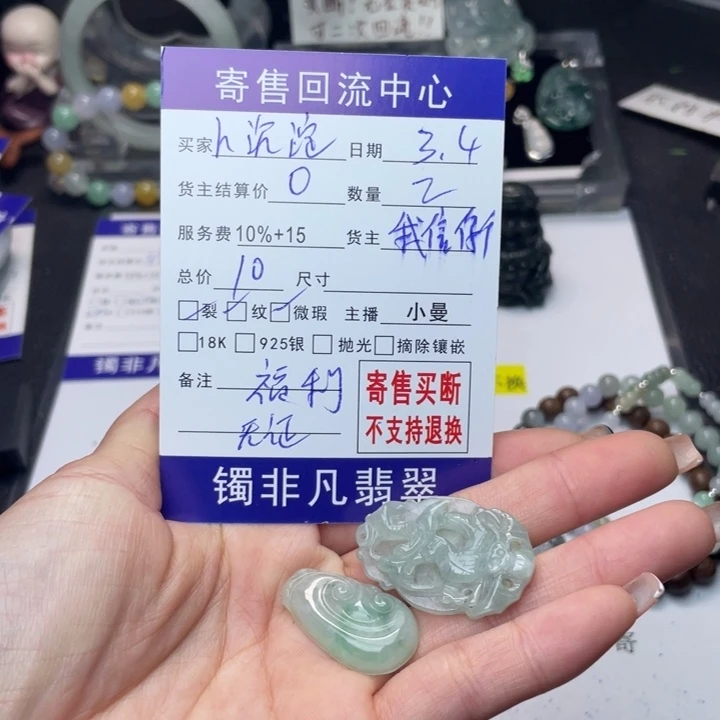 寄售回流中心
买家 h沉淀 日期 3.4
货主结算价 0 数量 2
服务费 10%+15 货主 我信你
总价 10 尺寸
裂 纹 微瑕 主播 小曼
18K 925银 抛光 摘除镶嵌
备注 福利
无证
寄售买断
不支持退换
镯非凡翡翠